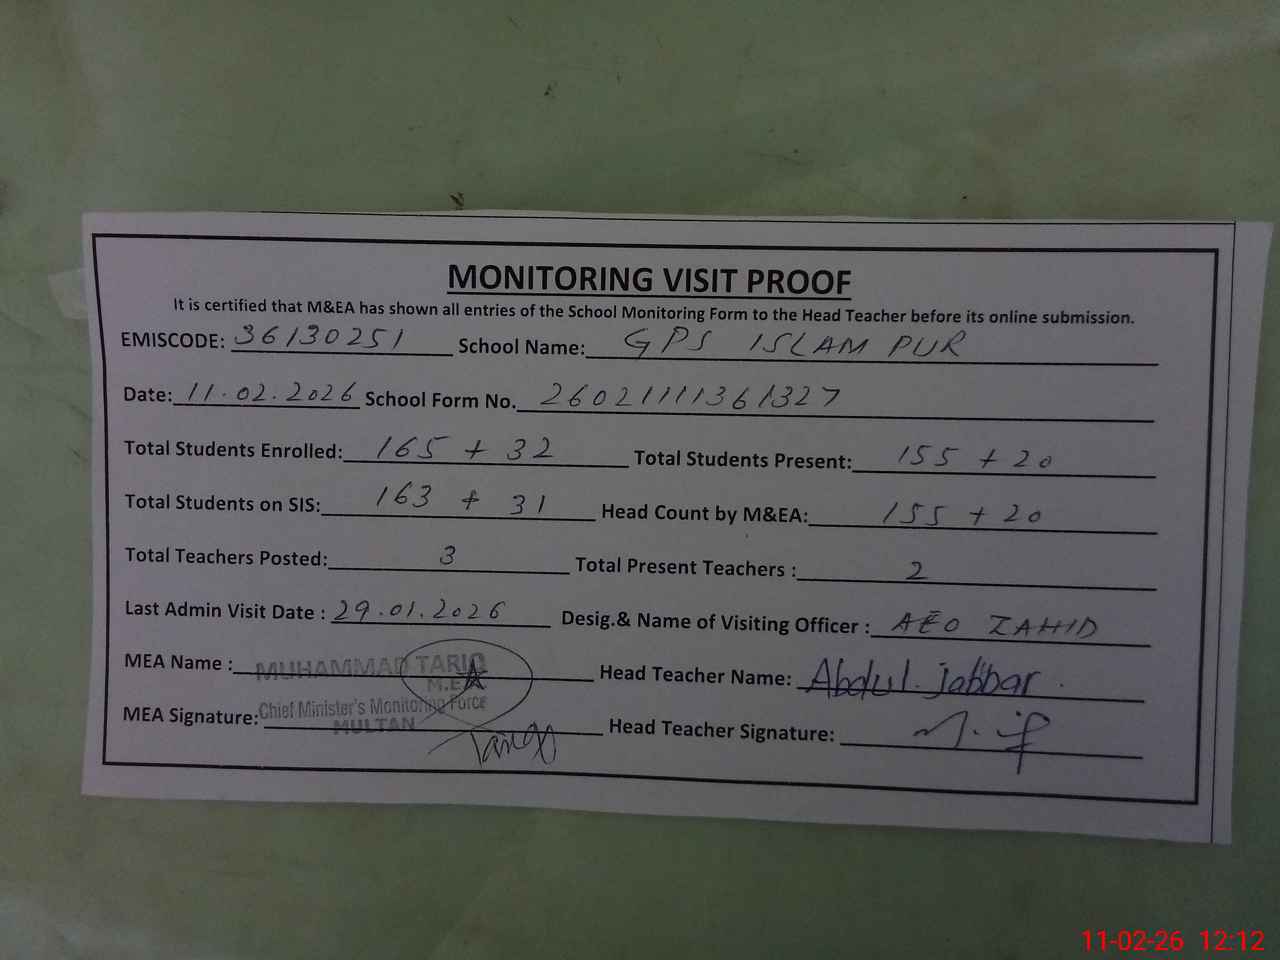 MONITORING VISIT PROOF
It is certified that M&EA has shown all entries of the School Monitoring Form to the Head Teacher before its online submission.
EMISCODE: 36130251 School Name: GPS ISLAM PUR
Date: 11.02.2026 School Form No. 26021111361327
Total Students Enrolled: 165 + 32 Total Students Present: 155 + 20
Total Students on SIS: 163 + 31 Head Count by M&EA: 155 + 20
Total Teachers Posted: 3 Total Present Teachers : 2
Last Admin Visit Date : 29.01.2026 Desig.& Name of Visiting Officer : AEO ZAHID
MEA Name : MUHAMMAD TARIQ Head Teacher Name: Abdul jabbar
M.EA
MEA Signature: Chief Minister's Monitoring Force Head Teacher Signature:
MULTAN
Tariq
11-02-26 12:12